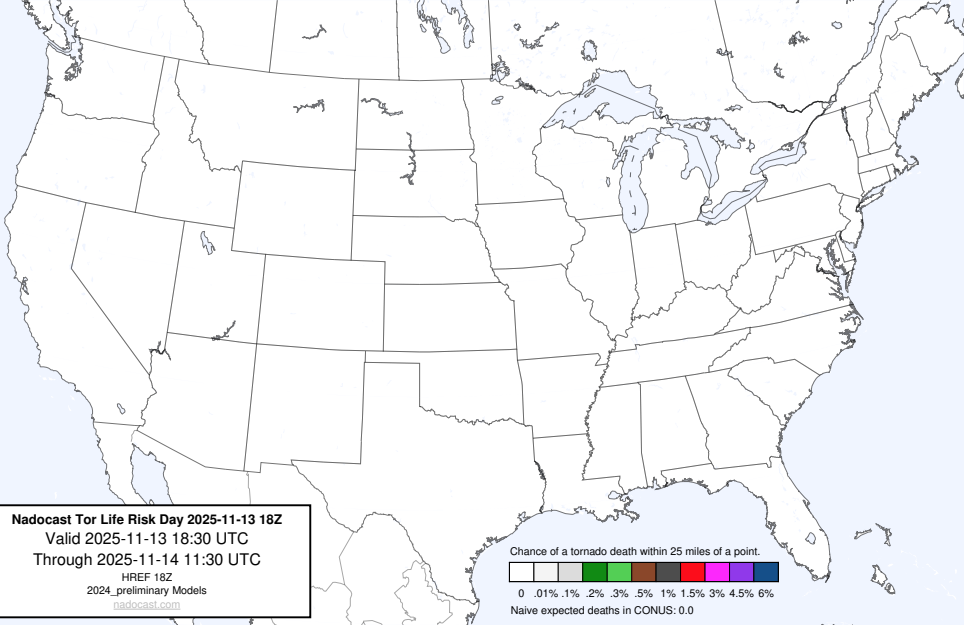 Nadocast Tor Life Risk Day 2025-11-13 18Z
Valid 2025-11-13 18:30 UTC
Through 2025-11-14 11:30 UTC
HREF 18Z
2024_preliminary Models
nadocast.com
Chance of a tornado death within 25 miles of a point.
0 .01% .1% .2% .3% .5% 1% 1.5% 3% 4.5% 6%
Naive expected deaths in CONUS: 0.0